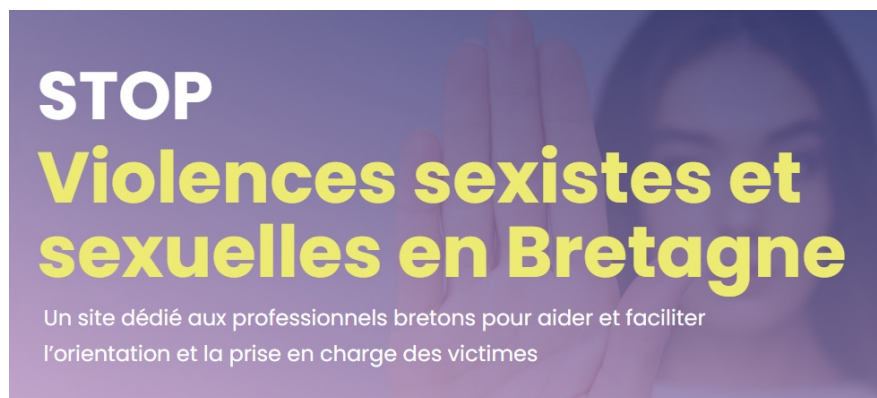 STOP
Violences sexistes et
sexuelles en Bretagne
Un site dédié aux professionnels bretons pour aider et faciliter
l’orientation et la prise en charge des victimes